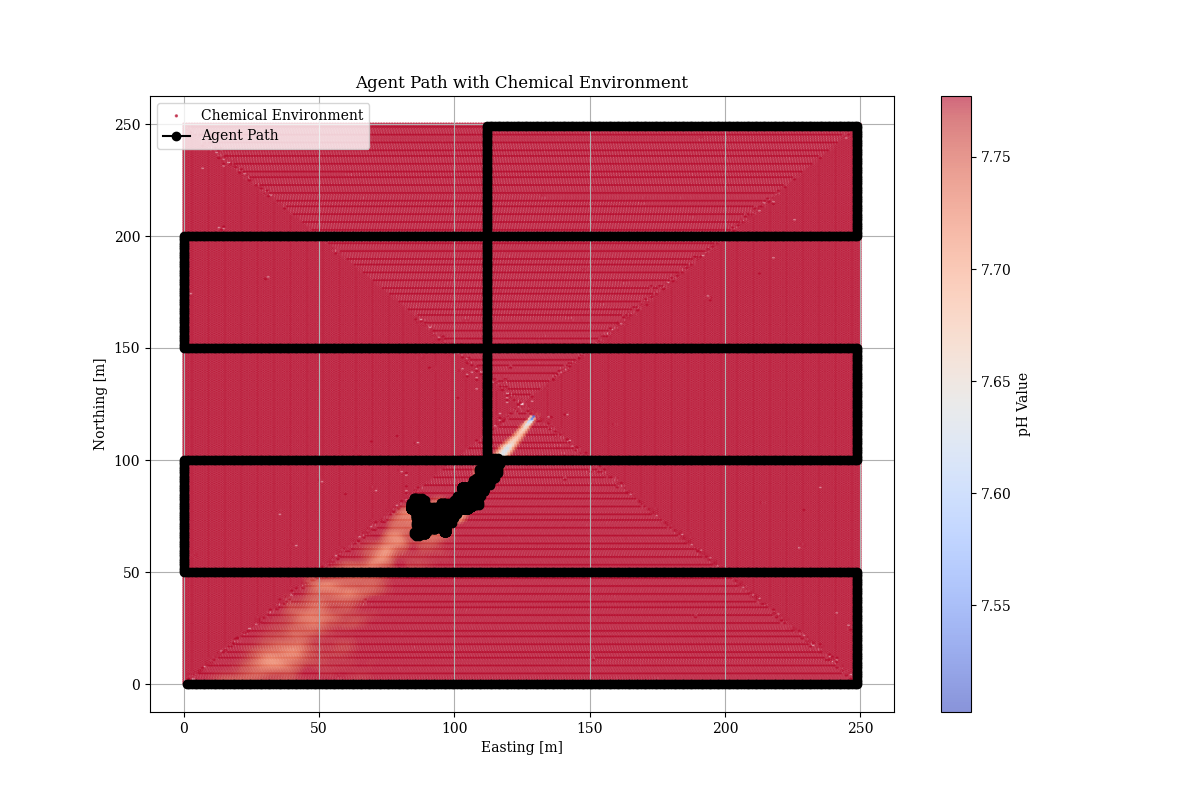 Agent Path with Chemical Environment
Chemical Environment
Agent Path
250
200
150
100
50
0
Northing [m]
0 50 100 150 200 250
Easting [m]
7.75
7.70
7.65
7.60
7.55
pH Value